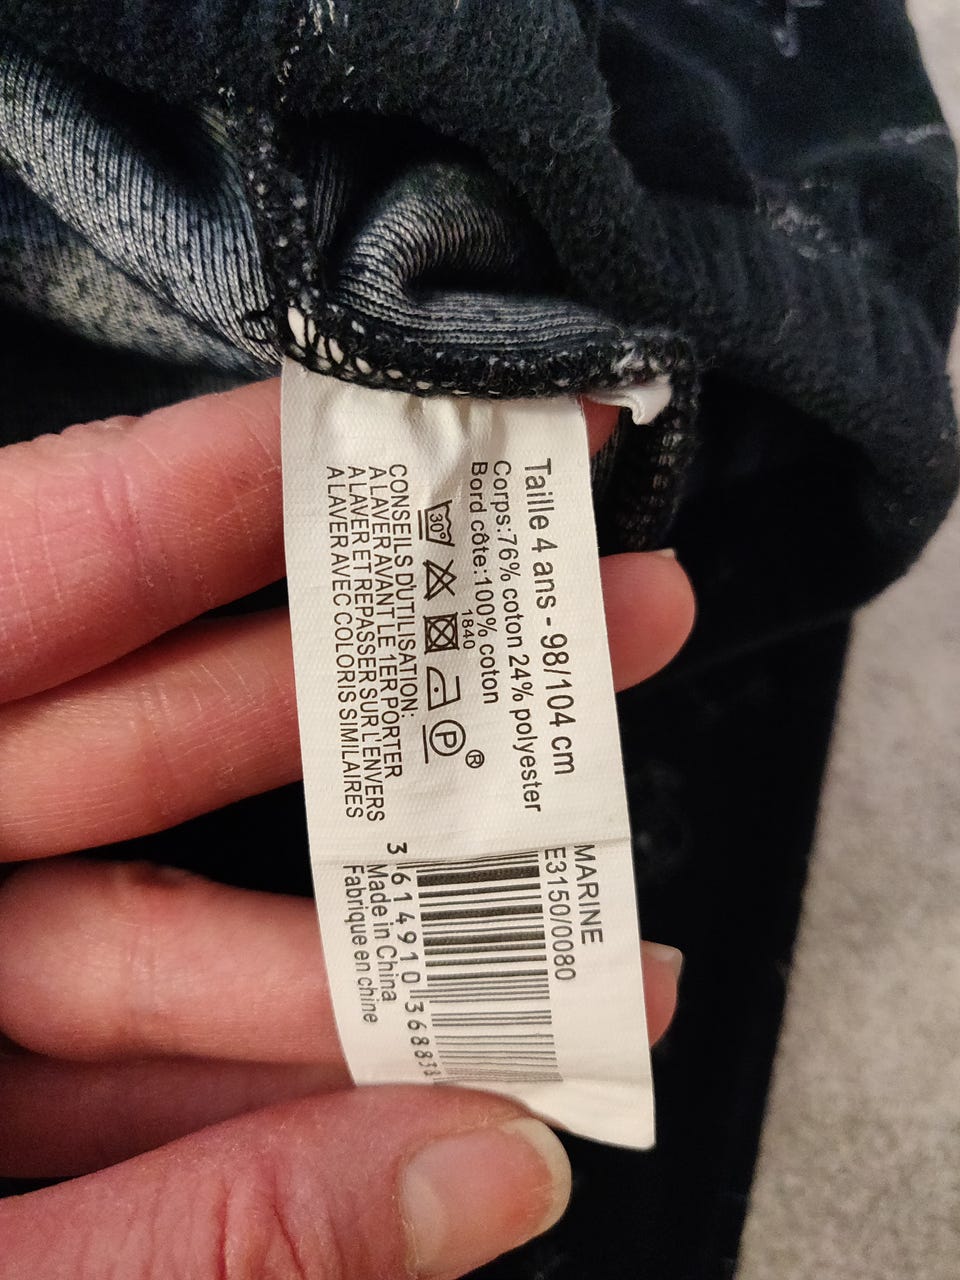 Taille 4 ans - 98/104 cm
Corps:76% coton 24% polyester
Bord côte:100% coton
1840
30°
P
®
CONSEILS D'UTILISATION:
A LAVER AVANT LE 1ER PORTER
A LAVER ET REPASSER SUR L'ENVERS
A LAVER AVEC COLORIS SIMILAIRES
MARINE
E3150/0080
3 614910 368838
Made in China
Fabrique en chine